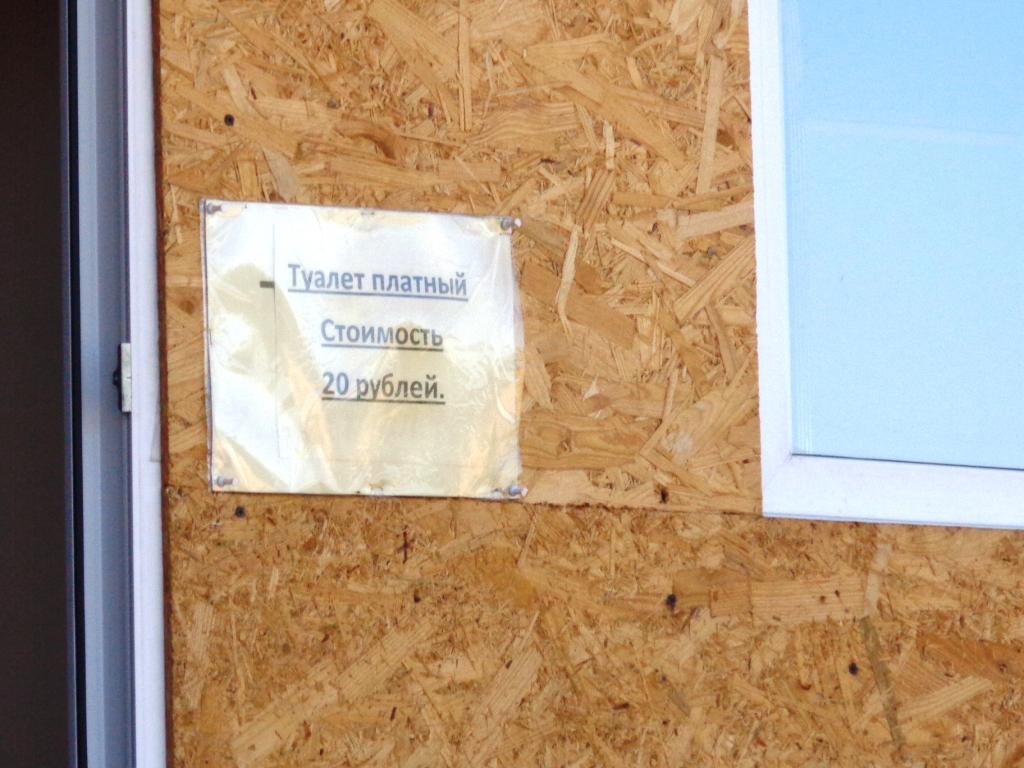 Туалет платный
Стоимость
20 рублей.